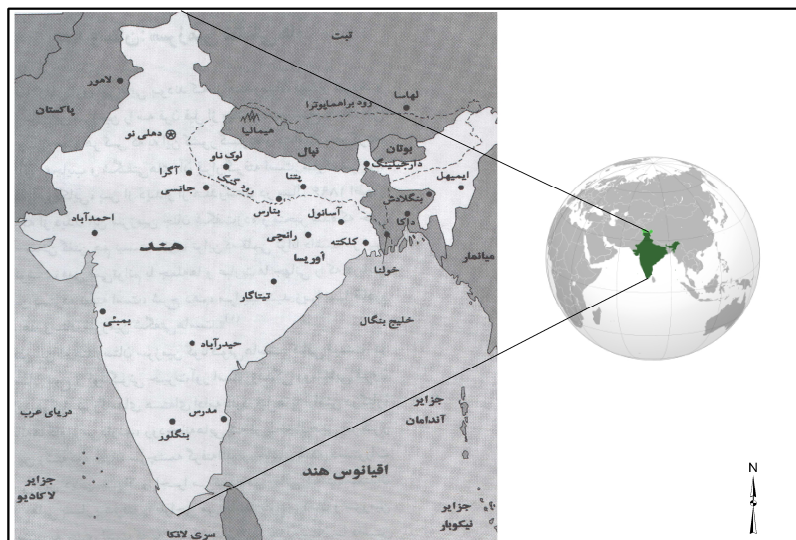 تبت
لاهور
لهاسا
رود براهماپوترا
پاکستان
هیمالیا
دهلی نو
نپال
بوتان
دارجیلینگ
لوک ناو
آگرا
پتنا
ایمپهل
جانسی
رود گنگ
بنارس
بنگلادش
احمدآباد
آسانول
داکا
هند
رانچی
کلکته
میانمار
اوریسا
خولنا
تیتاگار
بمبئی
خلیج بنگال
حیدرآباد
دریای عرب
مدرس
جزایر
آندامان
بنگلور
اقیانوس هند
جزایر
لاکادیو
جزایر
نیکوبار
سری لانکا
N